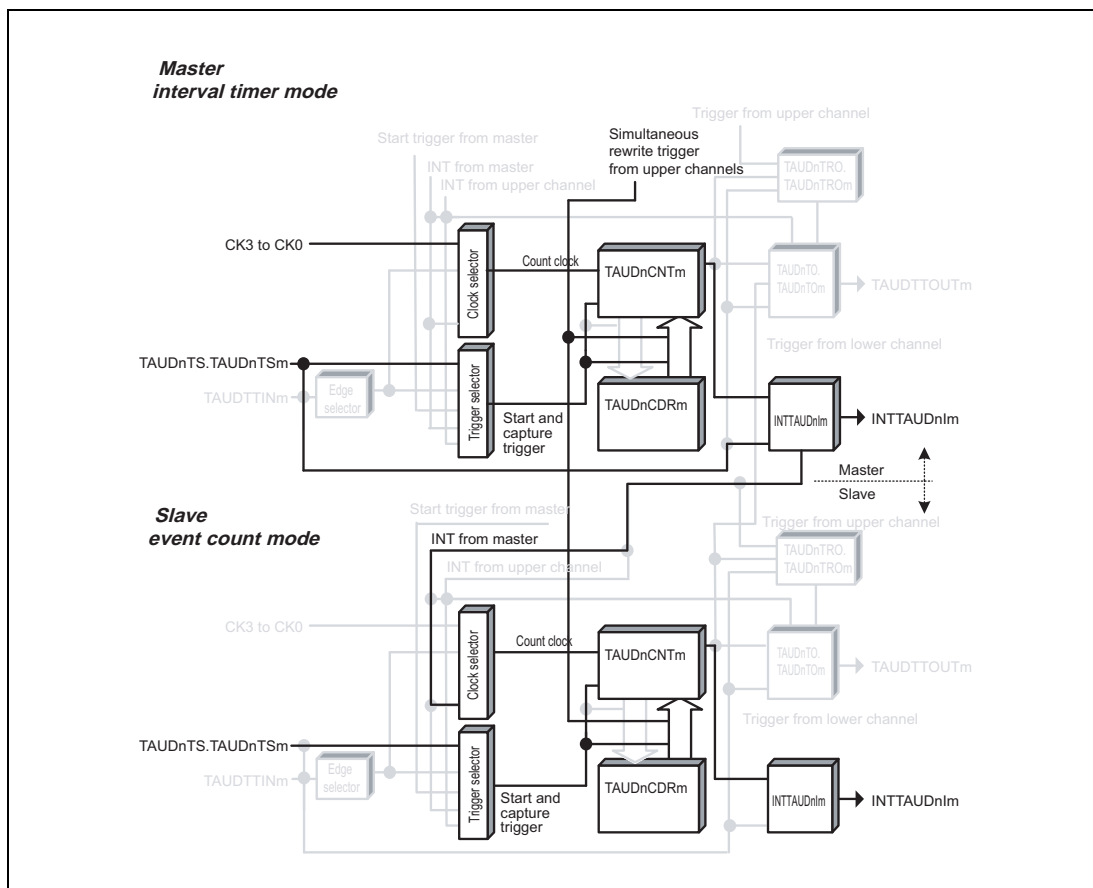 Master
interval timer mode
Trigger from upper channel
Start trigger from master
Simultaneous
rewrite trigger
from upper channels
INT from master
INT from upper channel
TAUDnTRO.
TAUDnTROm
CK3 to CK0
Clock selector
Count clock
TAUDnCNTm
TAUDnTO.
TAUDnTOm
TAUDTTOUTm
Trigger from lower channel
TAUDnTS.TAUDnTSm
TAUDTTINm
Edge
selector
Trigger selector
Start and
capture
trigger
TAUDnCDRm
INTTAUDnIm
INTTAUDnIm
Master
Slave
Slave
event count mode
Start trigger from master
INT from master
INT from upper channel
Trigger from upper channel
TAUDnTRO.
TAUDnTROm
CK3 to CK0
Clock selector
Count clock
TAUDnCNTm
TAUDnTO.
TAUDnTOm
TAUDTTOUTm
Trigger from lower channel
TAUDnTS.TAUDnTSm
TAUDTTINm
Edge
selector
Trigger selector
Start and
capture
trigger
TAUDnCDRm
INTTAUDnIm
INTTAUDnIm